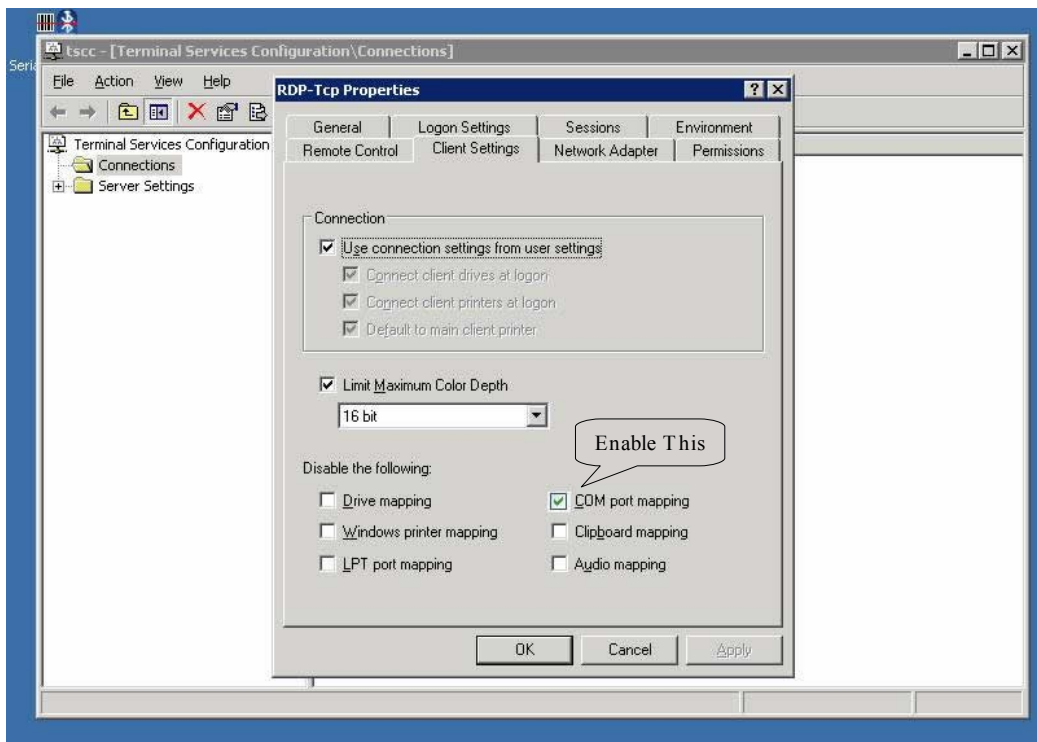 Seria
tscc - [Terminal Services Configuration\Connections]
File Action View Help
RDP-Tcp Properties
General Logon Settings Sessions Environment
Remote Control Client Settings Network Adapter Permissions
Terminal Services Configuration
Connections
Server Settings
Connection
Use connection settings from user settings
Connect client drives at logon
Connect client printers at logon
Default to main client printer
Limit Maximum Color Depth
16 bit
Enable This
Disable the following:
Drive mapping COM port mapping
Windows printer mapping Clipboard mapping
LPT port mapping Audio mapping
OK Cancel Apply